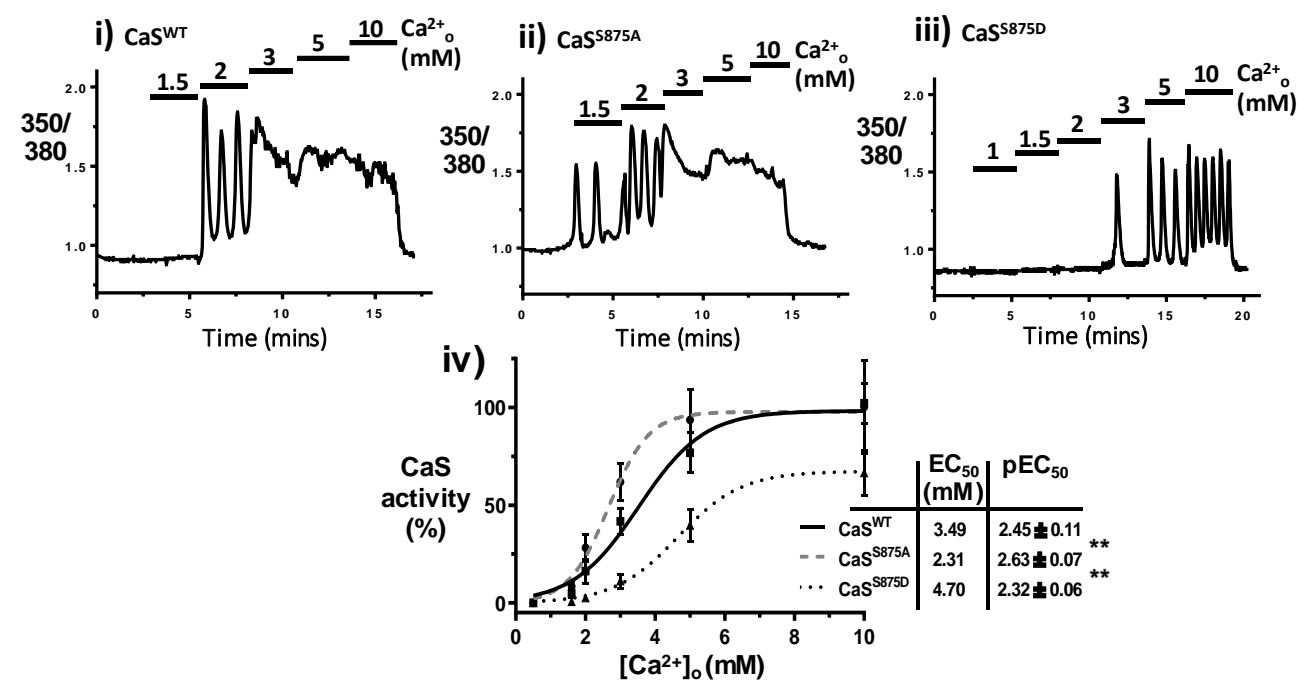 i) CaS^WT
1.5
2
3
5
10
Ca²⁺o
(mM)
350/
380
2.0
1.5
1.0
0
5
10
15
Time (mins)
ii) CaS^S875A
1.5
2
3
5
10
Ca²⁺o
(mM)
350/
380
2.0
1.5
1.0
0
5
10
15
Time (mins)
iii) CaS^S875D
1
1.5
2
3
5
10
Ca²⁺o
(mM)
350/
380
2.0
1.5
1.0
0
5
10
15
20
Time (mins)
iv)
CaS
activity
(%)
100
50
0
0 2 4 6 8 10
[Ca²⁺]o (mM)
EC50 (mM) pEC50
CaS^WT 3.49 2.45 ± 0.11
CaS^S875A 2.31 2.63 ± 0.07 **
CaS^S875D 4.70 2.32 ± 0.06 **